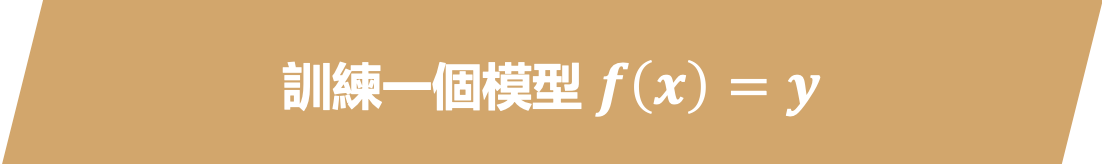 訓練一個模型 f(x) = y